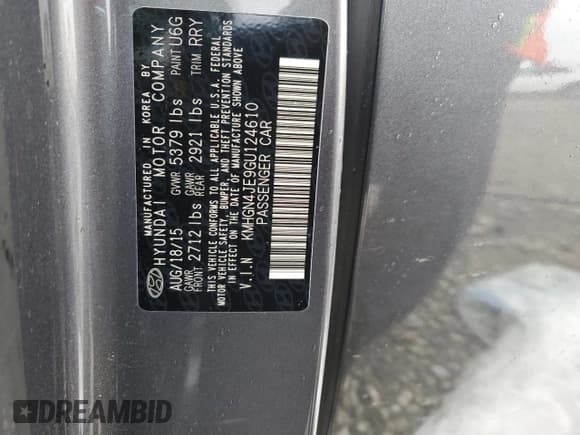 MANUFACTURED IN KOREA BY
HYUNDAI MOTOR COMPANY
AUG/18/15 GVWR 5379 lbs PAINT U6G
GAWR FRONT 2712 lbs GAWR REAR 2921 lbs TRIM RRY
THIS VEHICLE CONFORMS TO ALL APPLICABLE U.S.A. FEDERAL
MOTOR VEHICLE SAFETY, BUMPER, AND THEFT PREVENTION STANDARDS
IN EFFECT ON THE DATE OF MANUFACTURE SHOWN ABOVE
V.I.N KMHGN4JE9GU124610
PASSENGER CAR
DREAMBID